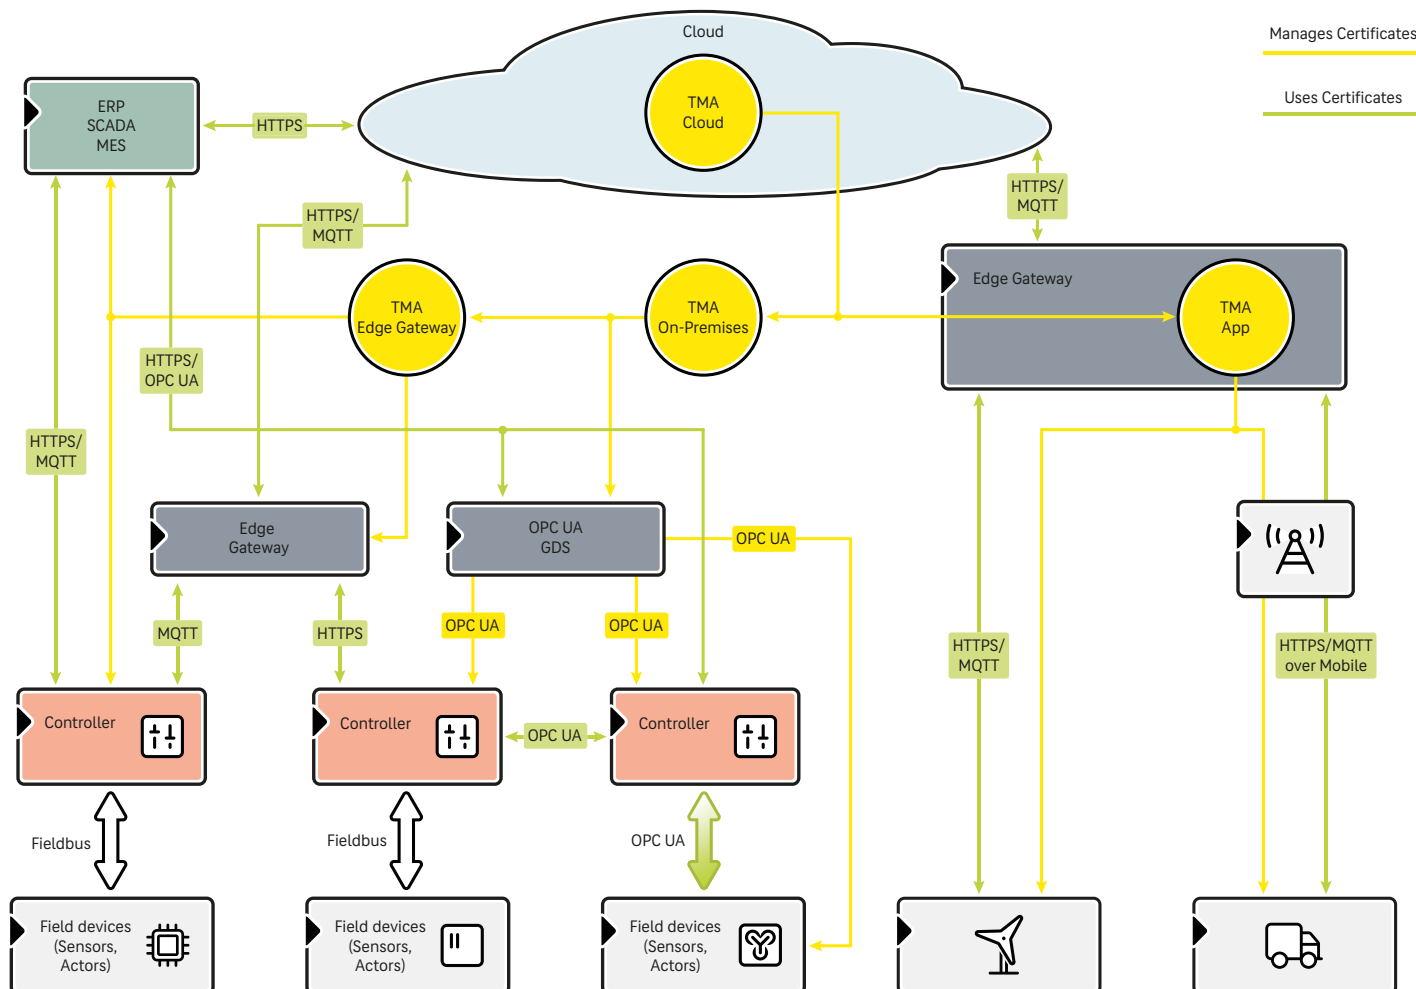 Cloud
Manages Certificates
Uses Certificates
TMA
Cloud
ERP
SCADA
MES
HTTPS
HTTPS/
MQTT
HTTPS/
MQTT
Edge Gateway
TMA
Edge Gateway
TMA
On-Premises
TMA
App
HTTPS/
OPC UA
HTTPS/
MQTT
Edge
Gateway
OPC UA
GDS
OPC UA
MQTT
HTTPS
OPC UA
OPC UA
HTTPS/
MQTT
HTTPS/MQTT
over Mobile
Controller
Controller
OPC UA
Controller
Fieldbus
Fieldbus
OPC UA
Field devices
(Sensors,
Actors)
Field devices
(Sensors,
Actors)
Field devices
(Sensors,
Actors)